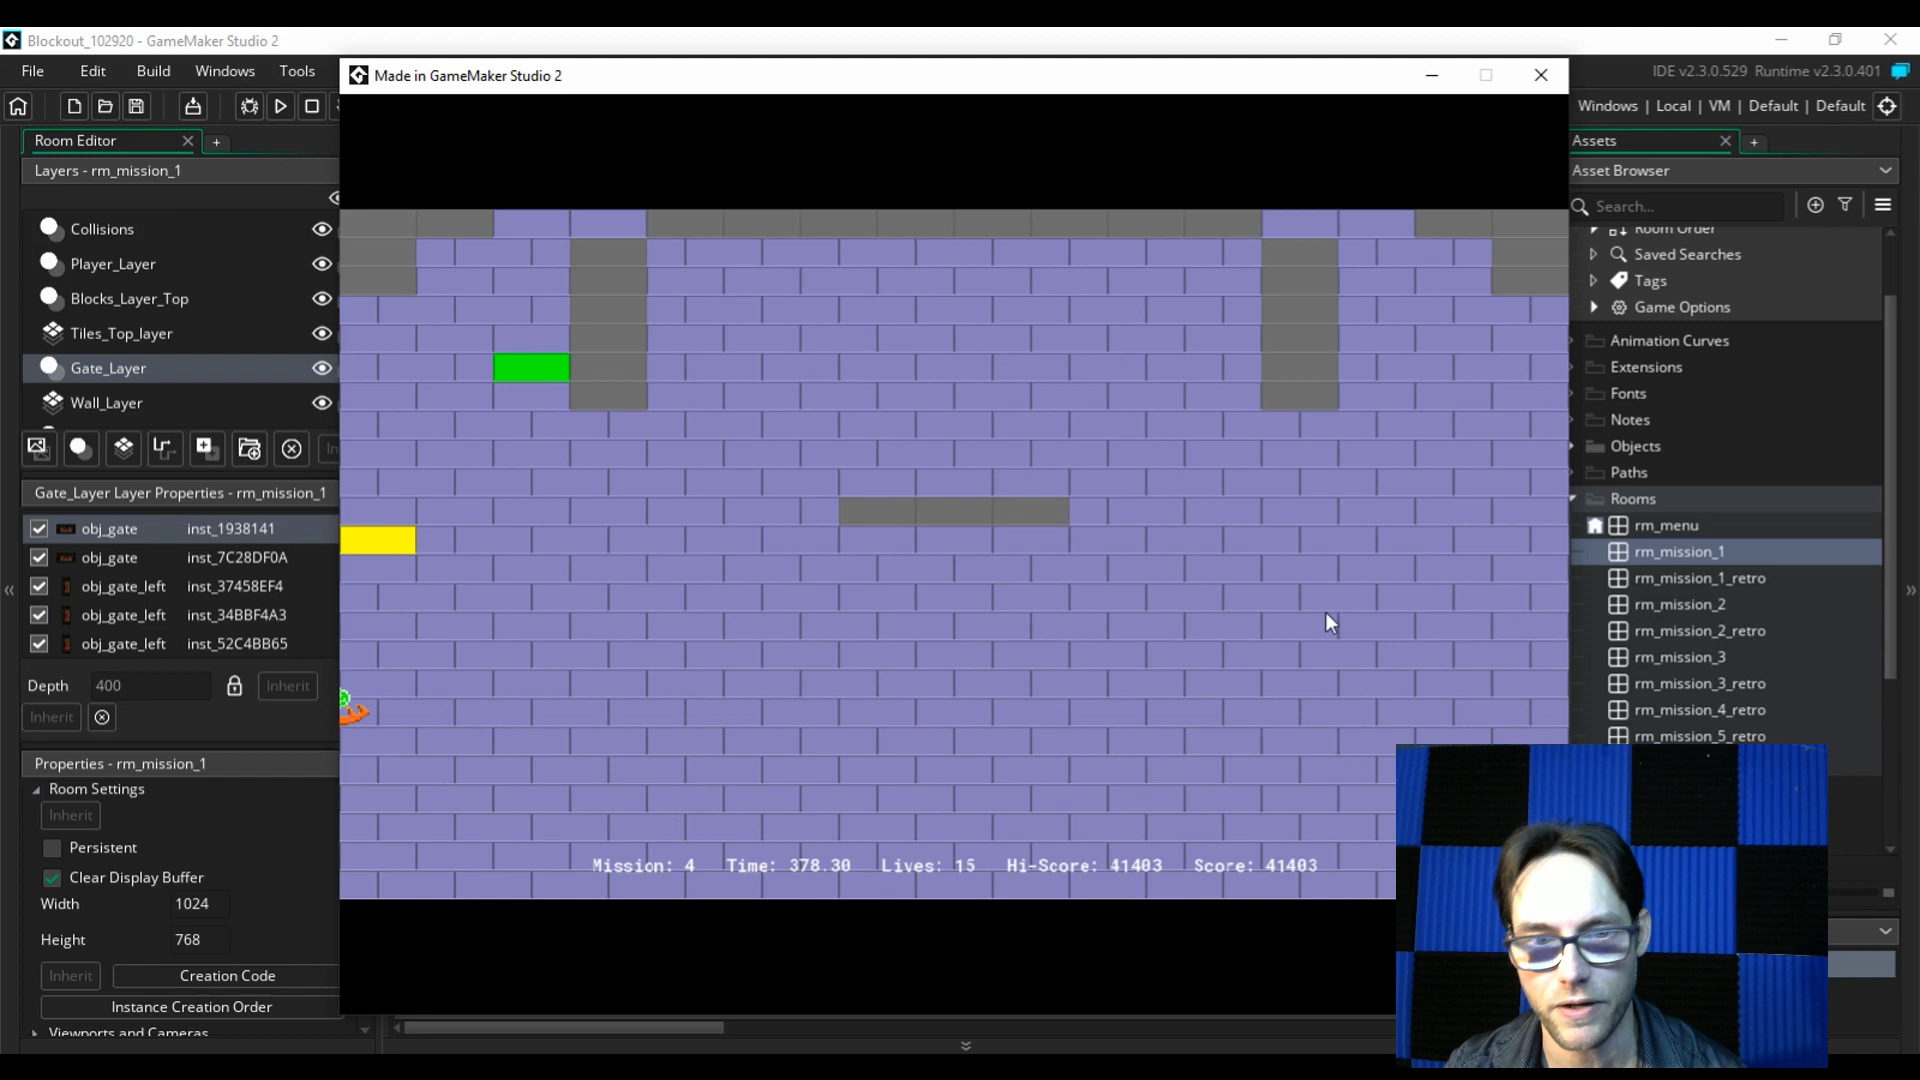 Blockout_102920 - GameMaker Studio 2
File Edit Build Windows Tools
Made in GameMaker Studio 2
IDE v2.3.0.529 Runtime v2.3.0.401
Windows | Local | VM | Default | Default
Room Editor
Layers - rm_mission_1
Collisions
Player_Layer
Blocks_Layer_Top
Tiles_Top_layer
Gate_Layer
Wall_Layer
Gate_Layer Layer Properties - rm_mission_1
obj_gate inst_1938141
obj_gate inst_7C28DF0A
obj_gate_left inst_37458EF4
obj_gate_left inst_34BBF4A3
obj_gate_left inst_52C4BB65
Depth 400 Inherit
Inherit
Properties - rm_mission_1
Room Settings
Inherit
Persistent
Clear Display Buffer
Width 1024
Height 768
Inherit Creation Code
Instance Creation Order
Viewports and Cameras
Mission: 4 Time: 378.30 Lives: 15 Hi-Score: 41403 Score: 41403
Assets
Asset Browser
Search...
Room Order
Saved Searches
Tags
Game Options
Animation Curves
Extensions
Fonts
Notes
Objects
Paths
Rooms
rm_menu
rm_mission_1
rm_mission_1_retro
rm_mission_2
rm_mission_2_retro
rm_mission_3
rm_mission_3_retro
rm_mission_4_retro
rm_mission_5_retro